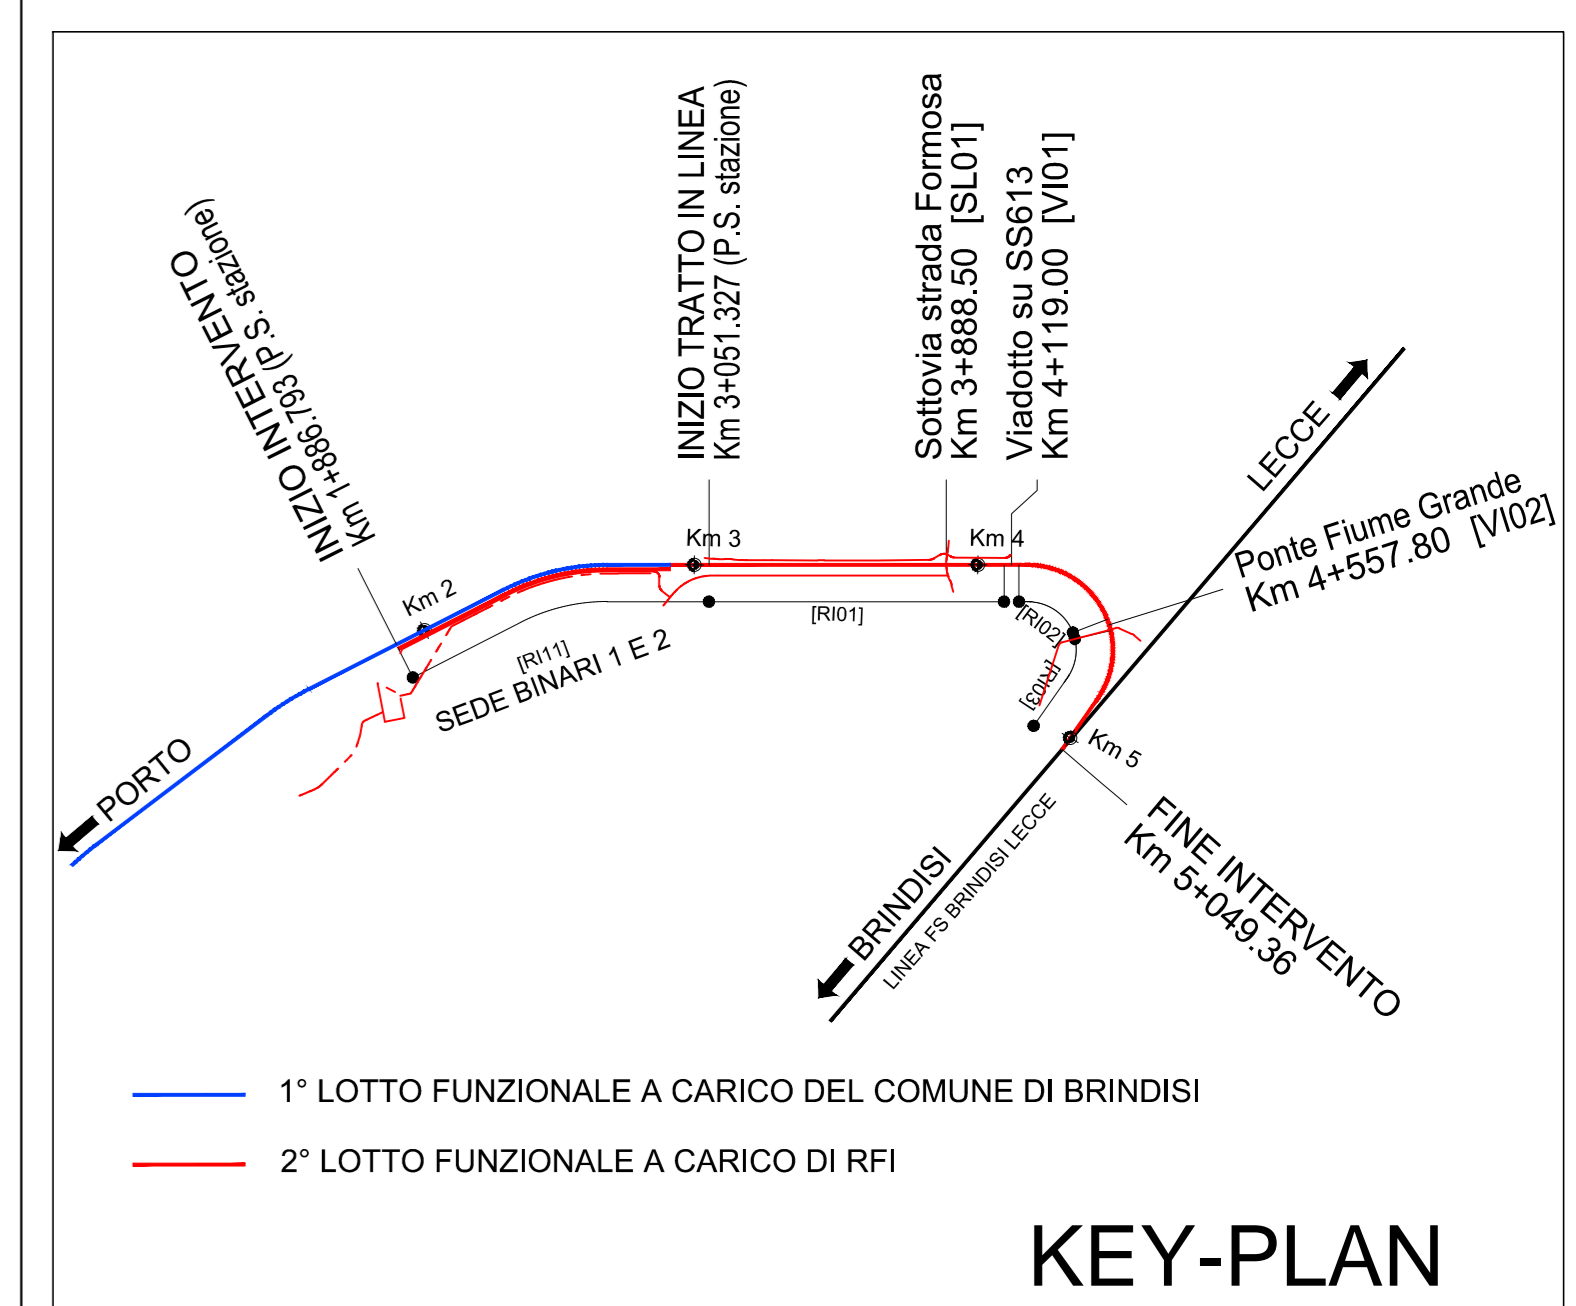 INIZIO INTERVENTO
Km 1+886.793 (P.S. stazione)
INIZIO TRATTO IN LINEA
Km 3+051.327 (P.S. stazione)
Sottovia strada Formosa
Km 3+888.50 [SL01]
Viadotto su SS613
Km 4+119.00 [VI01]
LECCE
Ponte Fiume Grande
Km 4+557.80 [VI02]
Km 2
Km 3
Km 4
[RI11]
SEDE BINARI 1 E 2
[RI01]
[RI02]
[RI03]
Km 5
PORTO
FINE INTERVENTO
Km 5+049.36
BRINDISI
LINEA FS BRINDISI LECCE
1° LOTTO FUNZIONALE A CARICO DEL COMUNE DI BRINDISI
2° LOTTO FUNZIONALE A CARICO DI RFI
KEY-PLAN